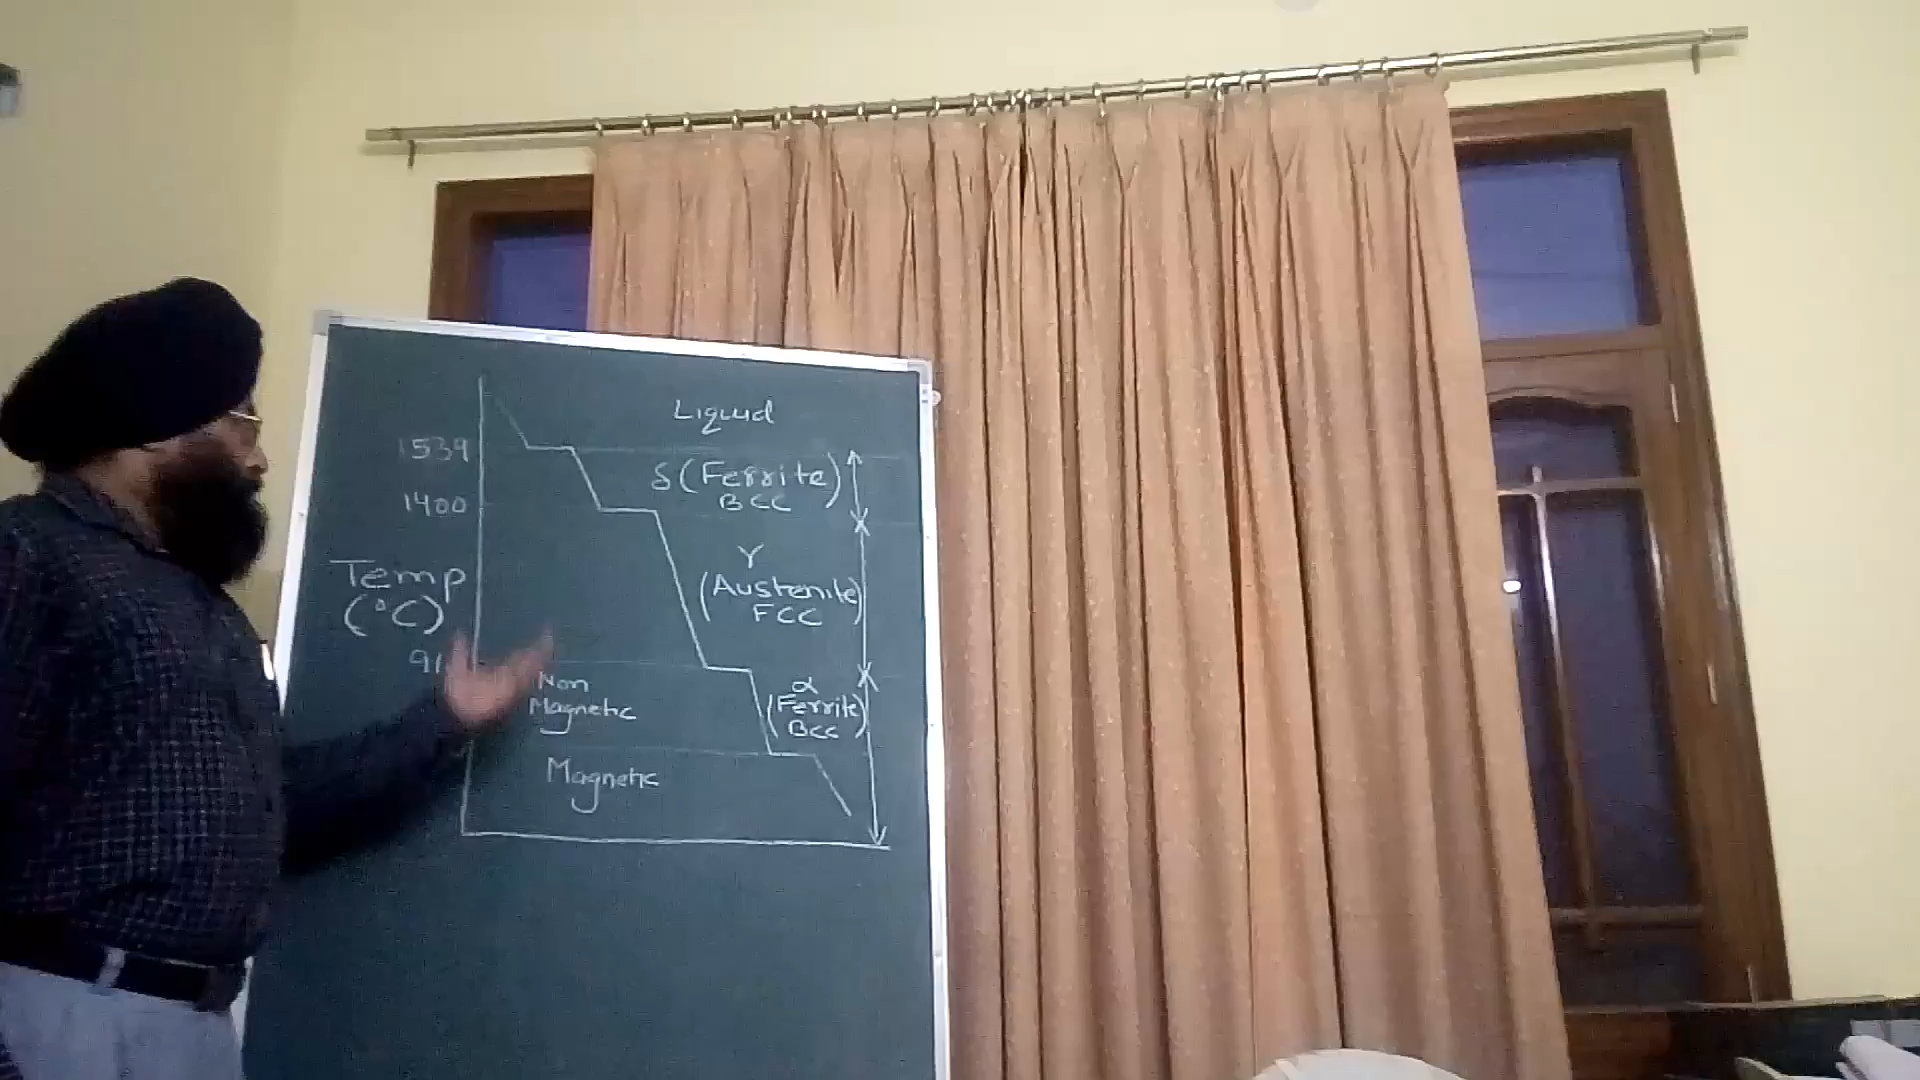 Liquid
1539
δ (Ferrite)
BCC
1400
γ
(Austenite)
FCC
Temp
(°C)
Non
Magnetic
α
(Ferrite)
BCC
Magnetic